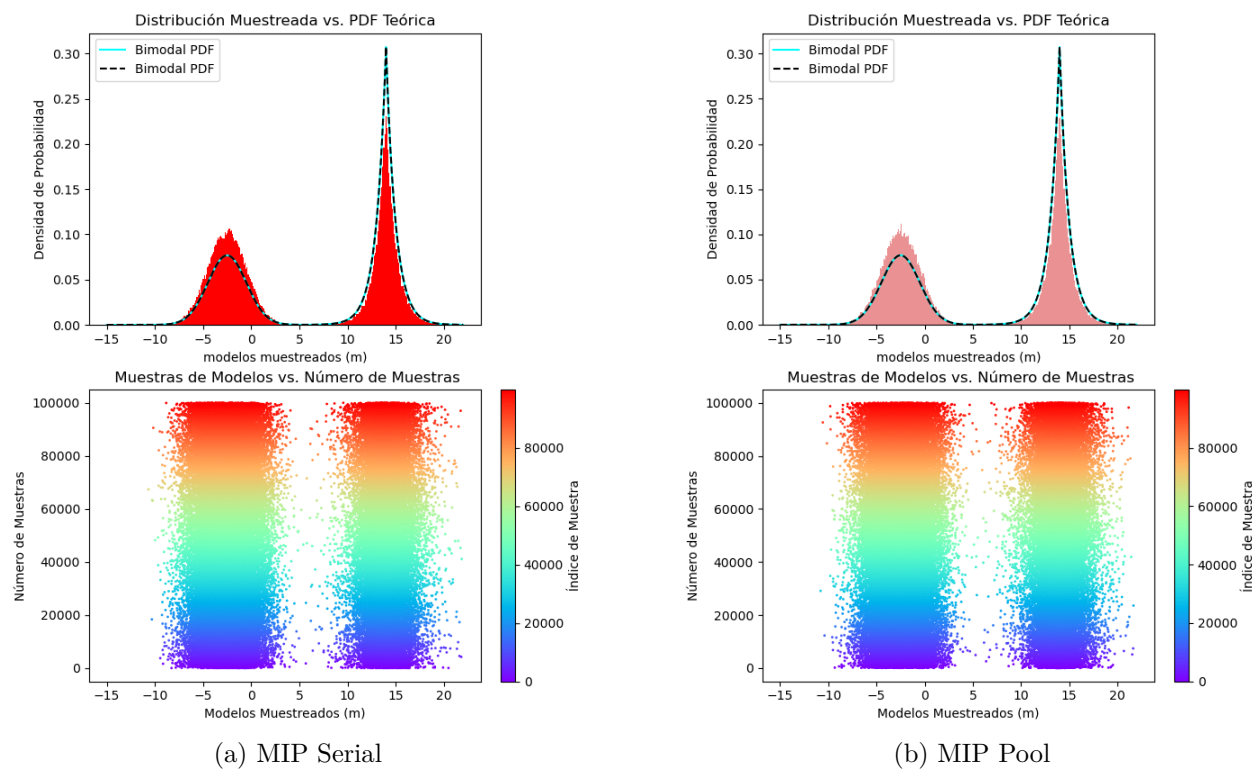 Distribución Muestreada vs. PDF Teórica
Bimodal PDF
Bimodal PDF
Densidad de Probabilidad
0.30
0.25
0.20
0.15
0.10
0.05
0.00
−15 −10 −5 0 5 10 15 20
modelos muestreados (m)
Muestras de Modelos vs. Número de Muestras
Número de Muestras
100000
80000
60000
40000
20000
0
−15 −10 −5 0 5 10 15 20
Modelos Muestreados (m)
80000
60000
40000
20000
0
Índice de Muestra
(a) MIP Serial
Distribución Muestreada vs. PDF Teórica
Bimodal PDF
Bimodal PDF
Densidad de Probabilidad
0.30
0.25
0.20
0.15
0.10
0.05
0.00
−15 −10 −5 0 5 10 15 20
modelos muestreados (m)
Muestras de Modelos vs. Número de Muestras
Número de Muestras
100000
80000
60000
40000
20000
0
−15 −10 −5 0 5 10 15 20
Modelos Muestreados (m)
80000
60000
40000
20000
0
Índice de Muestra
(b) MIP Pool